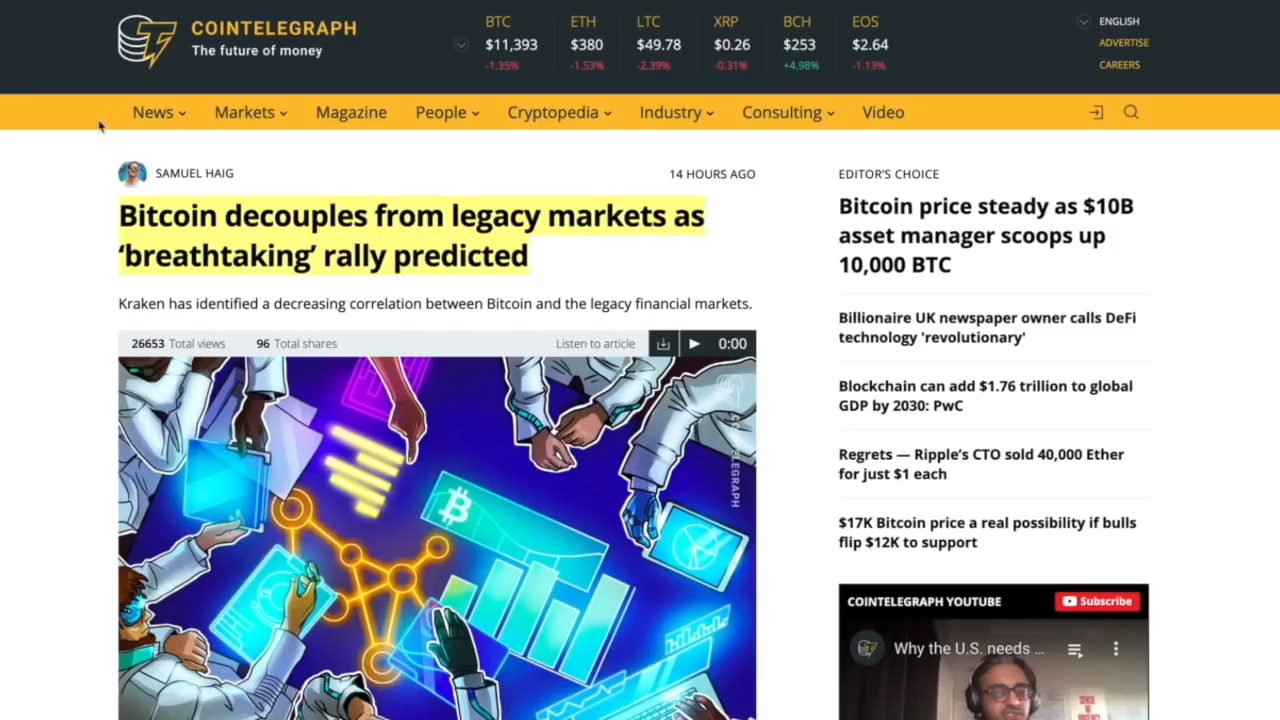 COINTELEGRAPH
The future of money
BTC
$11,393
-1.35%
ETH
$380
-1.53%
LTC
$49.78
-2.39%
XRP
$0.26
-0.31%
BCH
$253
+4.98%
EOS
$2.64
-1.13%
ENGLISH
ADVERTISE
CAREERS
News Markets Magazine People Cryptopedia Industry Consulting Video
SAMUEL HAIG
14 HOURS AGO
Bitcoin decouples from legacy markets as
‘breathtaking’ rally predicted
Kraken has identified a decreasing correlation between Bitcoin and the legacy financial markets.
26653 Total views 96 Total shares Listen to article 0:00
EDITOR'S CHOICE
Bitcoin price steady as $10B
asset manager scoops up
10,000 BTC
Billionaire UK newspaper owner calls DeFi
technology 'revolutionary'
Blockchain can add $1.76 trillion to global
GDP by 2030: PwC
Regrets — Ripple’s CTO sold 40,000 Ether
for just $1 each
$17K Bitcoin price a real possibility if bulls
flip $12K to support
COINTELEGRAPH YOUTUBE
Subscribe
Why the U.S. needs ...